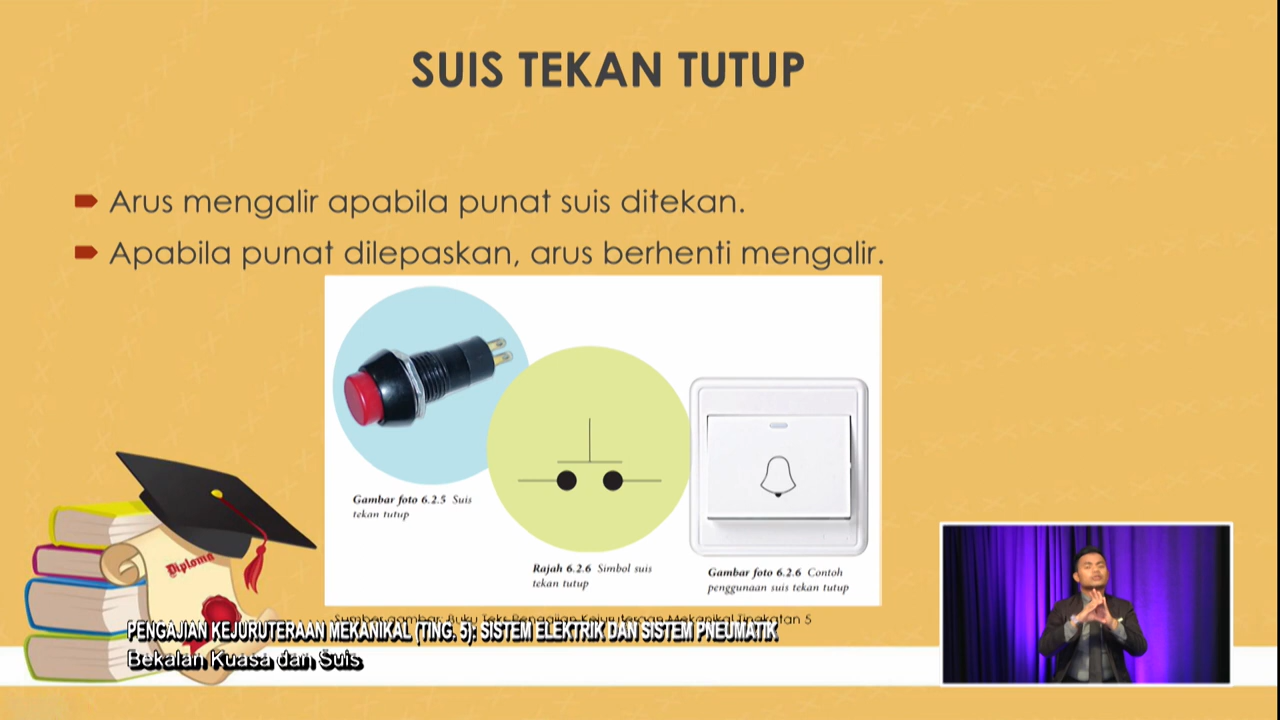 SUIS TEKAN TUTUP
Arus mengalir apabila punat suis ditekan.
Apabila punat dilepaskan, arus berhenti mengalir.
Gambar foto 6.2.5 Suis
tekan tutup
Rajah 6.2.6 Simbol suis
tekan tutup
Gambar foto 6.2.6 Contoh
penggunaan suis tekan tutup
Diploma
Sumber gambar: Buku Teks Pengajian Kejuruteraan Mekanikal Tingkatan 5
PENGAJIAN KEJURUTERAAN MEKANIKAL (TING. 5): SISTEM ELEKTRIK DAN SISTEM PNEUMATIK
Bekalan Kuasa dan Suis